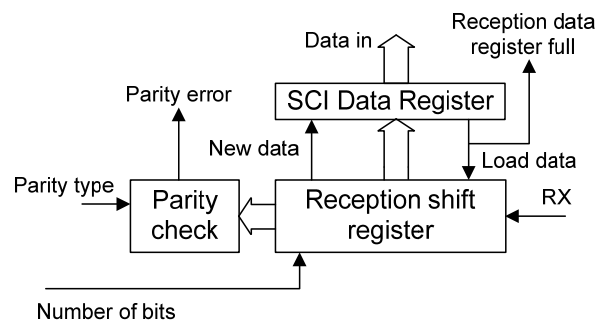 Data in
Reception data
register full
SCI Data Register
Parity error
New data
Load data
Parity type
Parity
check
Reception shift
register
RX
Number of bits